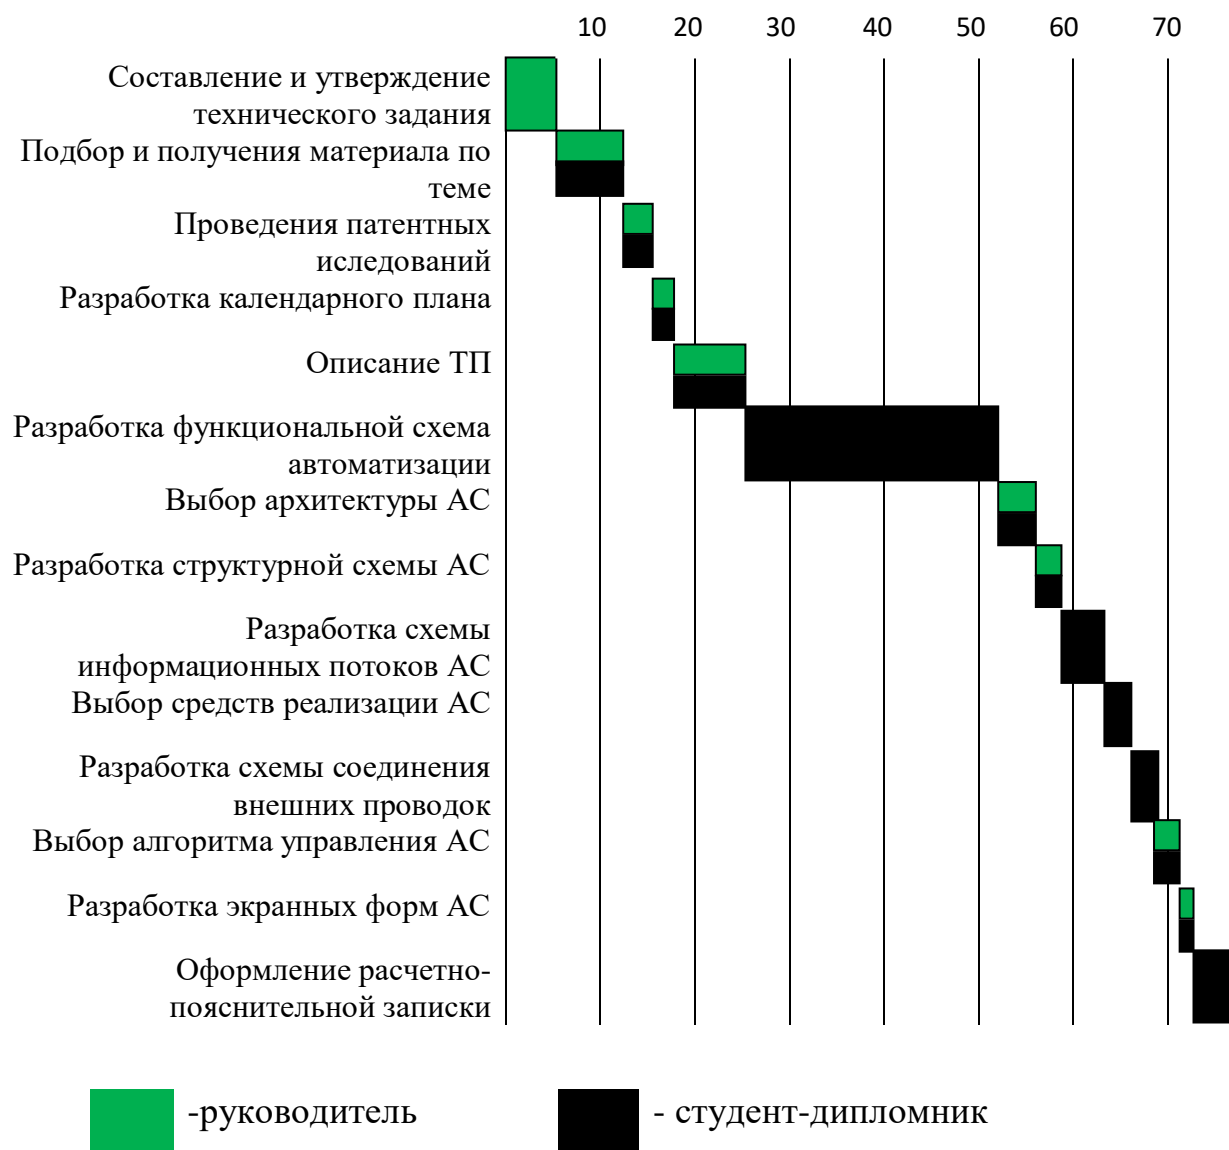 10 20 30 40 50 60 70
Составление и утверждение
технического задания
Подбор и получения материала по
теме
Проведения патентных
иследований
Разработка календарного плана
Описание ТП
Разработка функциональной схема
автоматизации
Выбор архитектуры АС
Разработка структурной схемы АС
Разработка схемы
информационных потоков АС
Выбор средств реализации АС
Разработка схемы соединения
внешних проводок
Выбор алгоритма управления АС
Разработка экранных форм АС
Оформление расчетно-
пояснительной записки
-руководитель - студент-дипломник